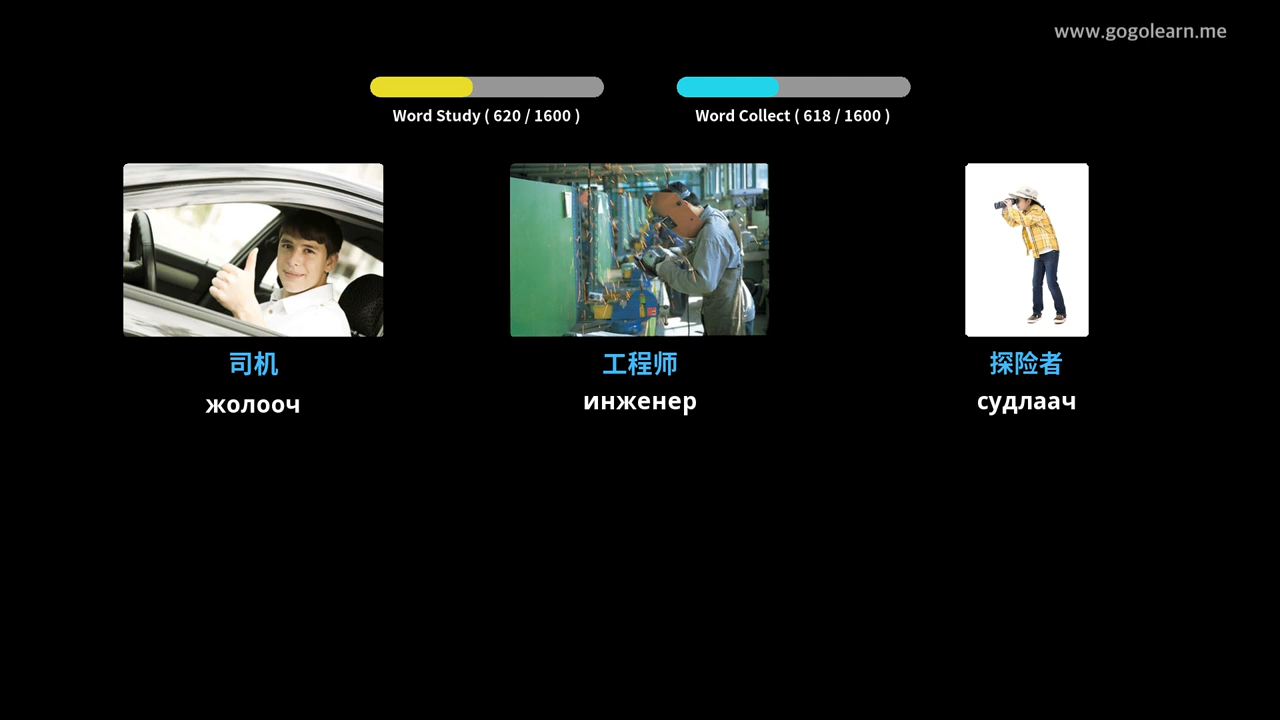 www.gogolearn.me
Word Study ( 620 / 1600 )
Word Collect ( 618 / 1600 )
司机
жолооч
工程师
инженер
探险者
судлаач